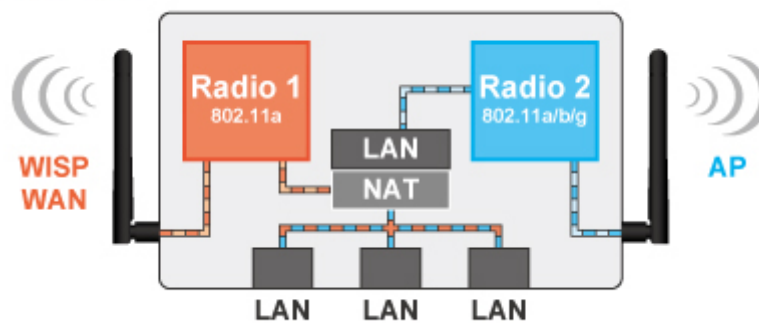 Radio 1
802.11a
Radio 2
802.11a/b/g
WISP
WAN
LAN
NAT
AP
LAN
LAN
LAN